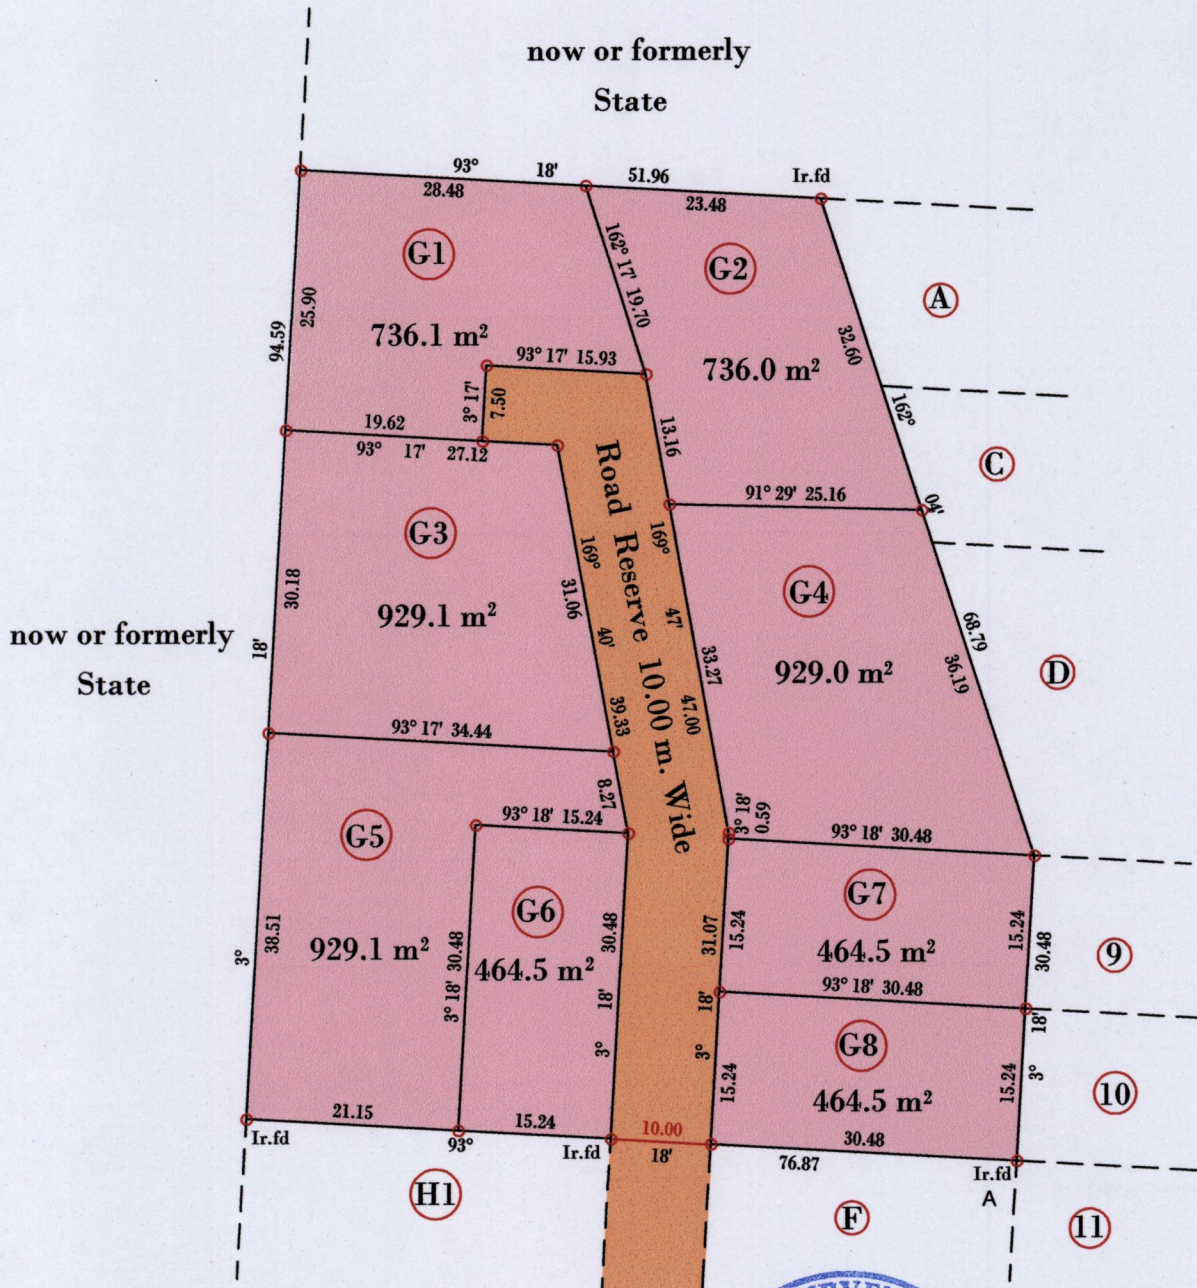 now or formerly
State
93° 18' 51.96 Ir.fd
28.48 23.48
G1
G2
A
162° 17' 19.70
94.59
25.90
736.1 m²
736.0 m²
32.60
93° 17' 15.93
3° 17'
7.50
162°
19.62
93° 17' 27.12
13.16
C
91° 29' 25.16
04'
G3
Road Reserve 10.00 m. Wide
169°
169°
G4
30.18
31.06
929.1 m²
40'
47'
33.27
929.0 m²
68.79
36.19
D
now or formerly
State
18'
39.33
47.00
93° 17' 34.44
8.27
93° 18' 15.24
3° 18'
0.59
93° 18' 30.48
G5
G6
G7
38.51
929.1 m²
3° 18' 30.48
464.5 m²
30.48
31.07
15.24
464.5 m²
15.24
30.48
9
3°
93° 18' 30.48
18'
18'
18'
G8
3°
3°
15.24
464.5 m²
15.24
3°
10
21.15
15.24
10.00
30.48
Ir.fd
93°
Ir.fd
18'
76.87
Ir.fd
A
H1
F
11